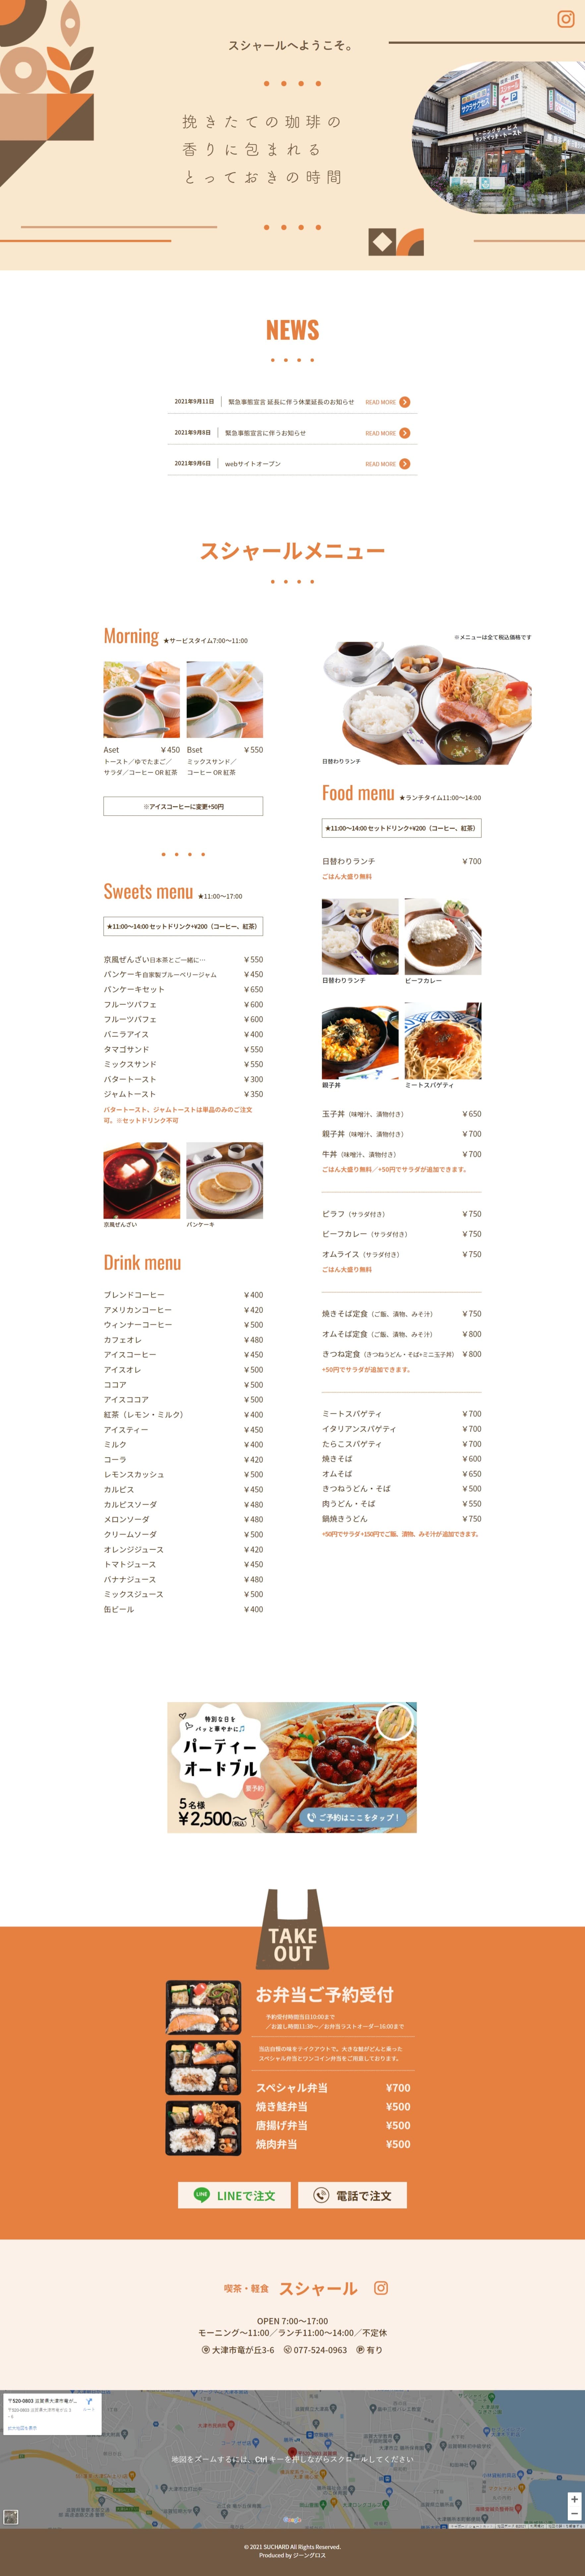 スシャールへようこそ。
挽きたての珈琲の
香りに包まれる
とっておきの時間
NEWS
2021年9月11日 緊急事態宣言 延長に伴う休業延長のお知らせ READ MORE
2021年9月8日 緊急事態宣言に伴うお知らせ READ MORE
2021年9月6日 webサイトオープン READ MORE
スシャールメニュー
Morning ★サービスタイム7:00〜11:00
Aset ￥450
トースト／ゆでたまご／
サラダ／コーヒー OR 紅茶
Bset ￥550
ミックスサンド／
コーヒー OR 紅茶
※アイスコーヒーに変更+50円
Sweets menu ★11:00〜17:00
★11:00〜14:00 セットドリンク+¥200（コーヒー、紅茶）
京風ぜんざい日本茶とご一緒に… ￥550
パンケーキ自家製ブルーベリージャム ￥450
パンケーキセット ￥650
フルーツパフェ ￥600
フルーツパフェ ￥600
バニラアイス ￥400
タマゴサンド ￥550
ミックスサンド ￥550
バタートースト ￥300
ジャムトースト ￥350
バタートースト、ジャムトーストは単品のみのご注文
可。※セットドリンク不可
京風ぜんざい
パンケーキ
Drink menu
ブレンドコーヒー ￥400
アメリカンコーヒー ￥420
ウィンナーコーヒー ￥500
カフェオレ ￥480
アイスコーヒー ￥450
アイスオレ ￥500
ココア ￥500
アイスココア ￥500
紅茶（レモン・ミルク） ￥400
アイスティー ￥450
ミルク ￥400
コーラ ￥420
レモンスカッシュ ￥500
カルピス ￥450
カルピスソーダ ￥480
メロンソーダ ￥480
クリームソーダ ￥500
オレンジジュース ￥420
トマトジュース ￥450
バナナジュース ￥480
ミックスジュース ￥500
缶ビール ￥400
※メニューは全て税込価格です
日替わりランチ
Food menu ★ランチタイム11:00〜14:00
★11:00〜14:00 セットドリンク+¥200（コーヒー、紅茶）
日替わりランチ ￥700
ごはん大盛り無料
日替わりランチ
ビーフカレー
親子丼
ミートスパゲティ
玉子丼（味噌汁、漬物付き） ￥650
親子丼（味噌汁、漬物付き） ￥700
牛丼（味噌汁、漬物付き） ￥700
ごはん大盛り無料／+50円でサラダが追加できます。
ピラフ（サラダ付き） ￥750
ビーフカレー（サラダ付き） ￥750
オムライス（サラダ付き） ￥750
ごはん大盛り無料
焼きそば定食（ご飯、漬物、みそ汁） ￥750
オムそば定食（ご飯、漬物、みそ汁） ￥800
きつね定食（きつねうどん・そば+ミニ玉子丼） ￥800
+50円でサラダが追加できます。
ミートスパゲティ ￥700
イタリアンスパゲティ ￥700
たらこスパゲティ ￥700
焼きそば ￥600
オムそば ￥650
きつねうどん・そば ￥500
肉うどん・そば ￥550
鍋焼きうどん ￥750
+50円でサラダ+150円でご飯、漬物、みそ汁が追加できます。
特別な日を
パッと華やかに
パーティー
オードブル
要予約
5名様
￥2,500〜(税込)
ご予約はここをタップ！
TAKE
OUT
お弁当ご予約受付
予約受付時間当日10:00まで
／お渡し時間11:30〜／お弁当ラストオーダー16:00まで
当店自慢の味をテイクアウトで。大きな鮭がどんと乗った
スペシャル弁当とワンコイン弁当をご用意しております。
スペシャル弁当 ¥700
焼き鮭弁当 ¥500
唐揚げ弁当 ¥500
焼肉弁当 ¥500
LINE LINEで注文
電話で注文
喫茶・軽食 スシャール
OPEN 7:00〜17:00
モーニング〜11:00／ランチ11:00〜14:00／不定休
大津市竜が丘3-6 077-524-0963 有り
地図をズームするには、Ctrl キーを押しながらスクロールしてください
Google
© 2021 SUCHARD All Rights Reserved.
Produced by ジーングロス